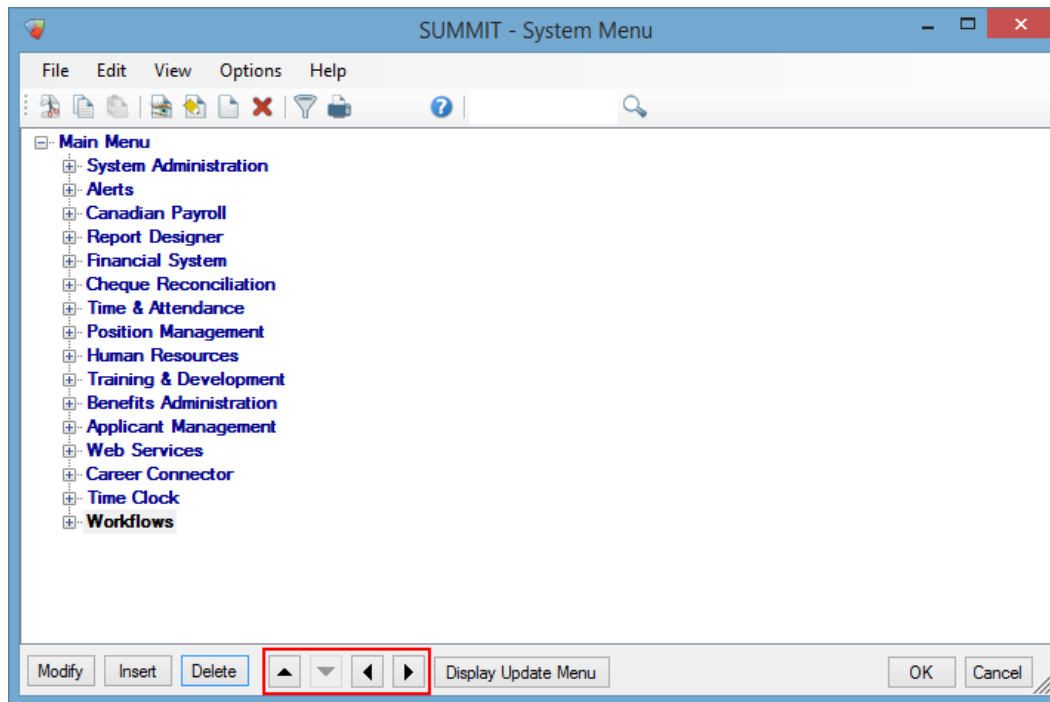 SUMMIT - System Menu
File Edit View Options Help
Main Menu
System Administration
Alerts
Canadian Payroll
Report Designer
Financial System
Cheque Reconciliation
Time & Attendance
Position Management
Human Resources
Training & Development
Benefits Administration
Applicant Management
Web Services
Career Connector
Time Clock
Workflows
Modify Insert Delete Display Update Menu OK Cancel